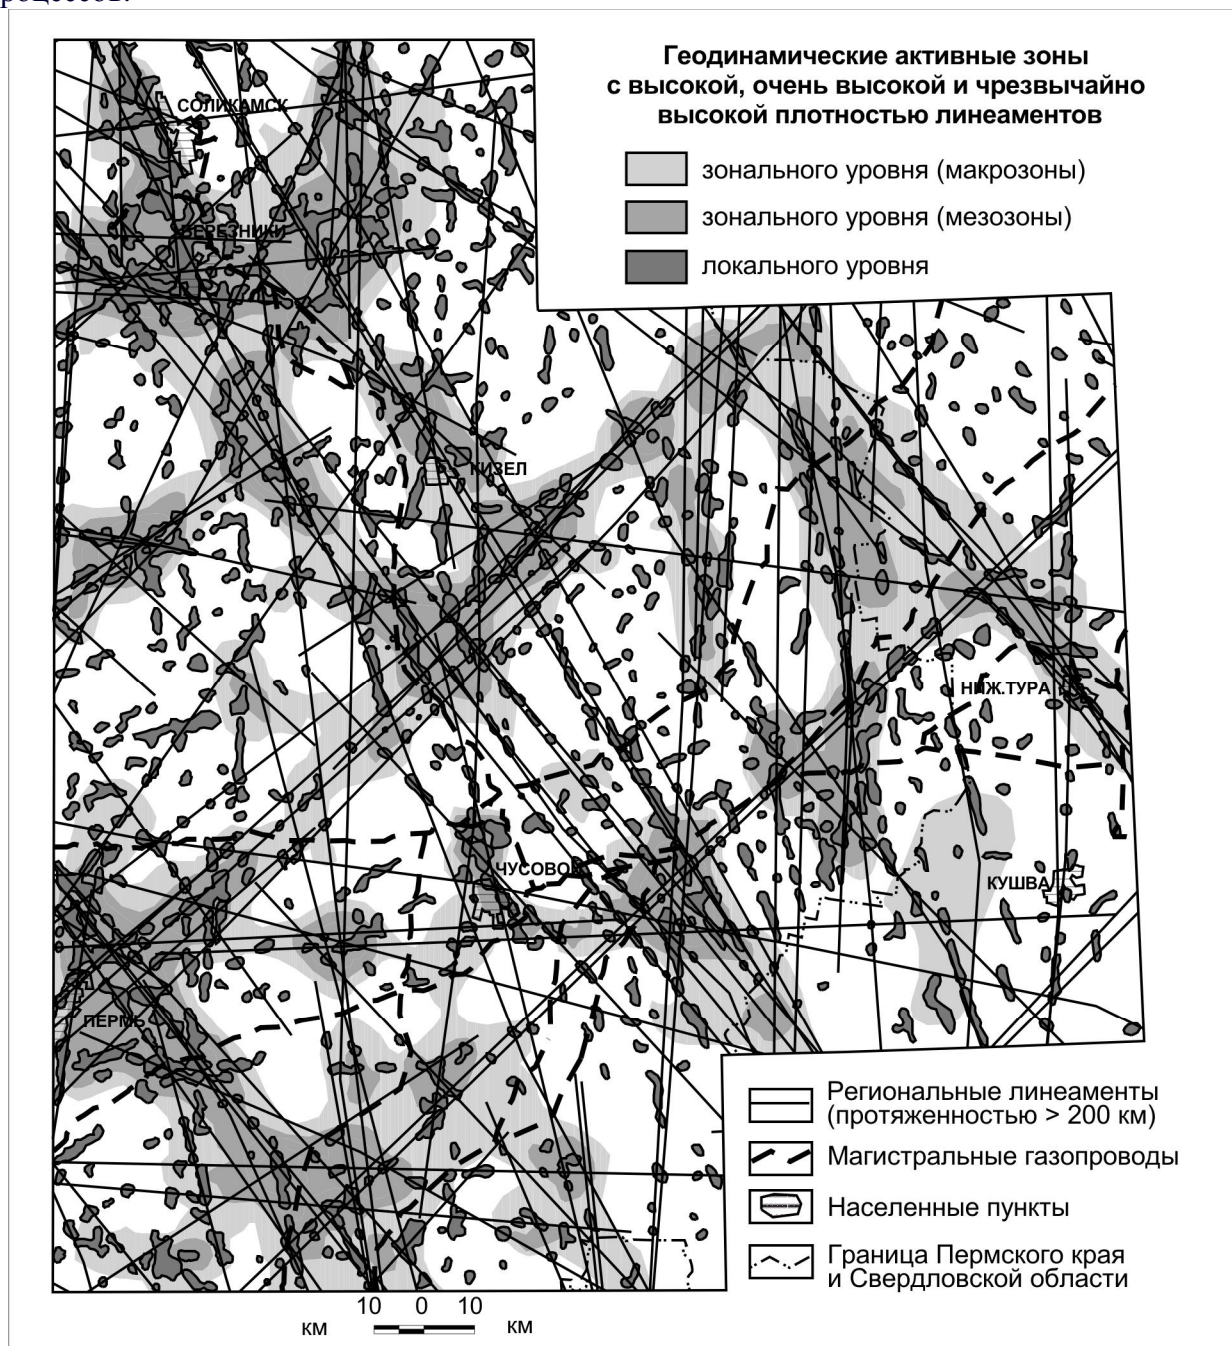 Геодинамические активные зоны
с высокой, очень высокой и чрезвычайно
высокой плотностью линеаментов
зонального уровня (макрозоны)
зонального уровня (мезозоны)
локального уровня
СОЛИКАМСК
БЕРЕЗНИКИ
КИЗЕЛ
НИЖ.ТУРА
ЧУСОВОЙ
КУШВА
ПЕРМЬ
Региональные линеаменты
(протяженностью > 200 км)
Магистральные газопроводы
Населенные пункты
Граница Пермского края
и Свердловской области
10 0 10
км км